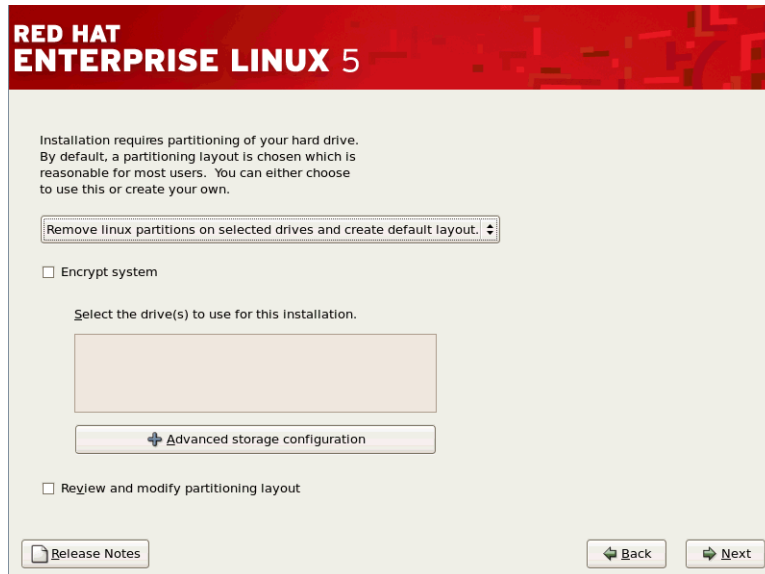 RED HAT
ENTERPRISE LINUX 5
Installation requires partitioning of your hard drive.
By default, a partitioning layout is chosen which is
reasonable for most users.  You can either choose
to use this or create your own.
Remove linux partitions on selected drives and create default layout.
Encrypt system
Select the drive(s) to use for this installation.
Advanced storage configuration
Review and modify partitioning layout
Release Notes
Back
Next